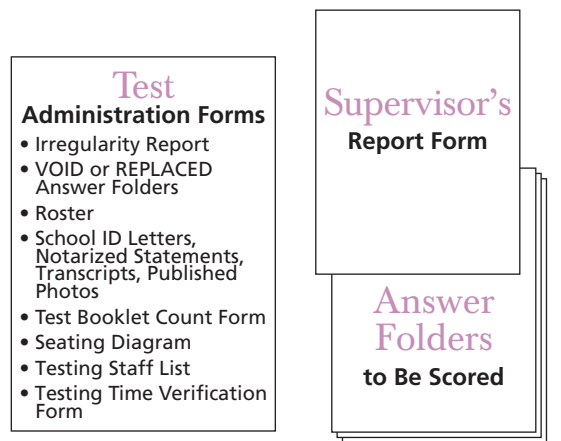 Test
Administration Forms
• Irregularity Report
• VOID or REPLACED
Answer Folders
• Roster
• School ID Letters,
Notarized Statements,
Transcripts, Published
Photos
• Test Booklet Count Form
• Seating Diagram
• Testing Staff List
• Testing Time Verification
Form
Supervisor's
Report Form
Answer
Folders
to Be Scored